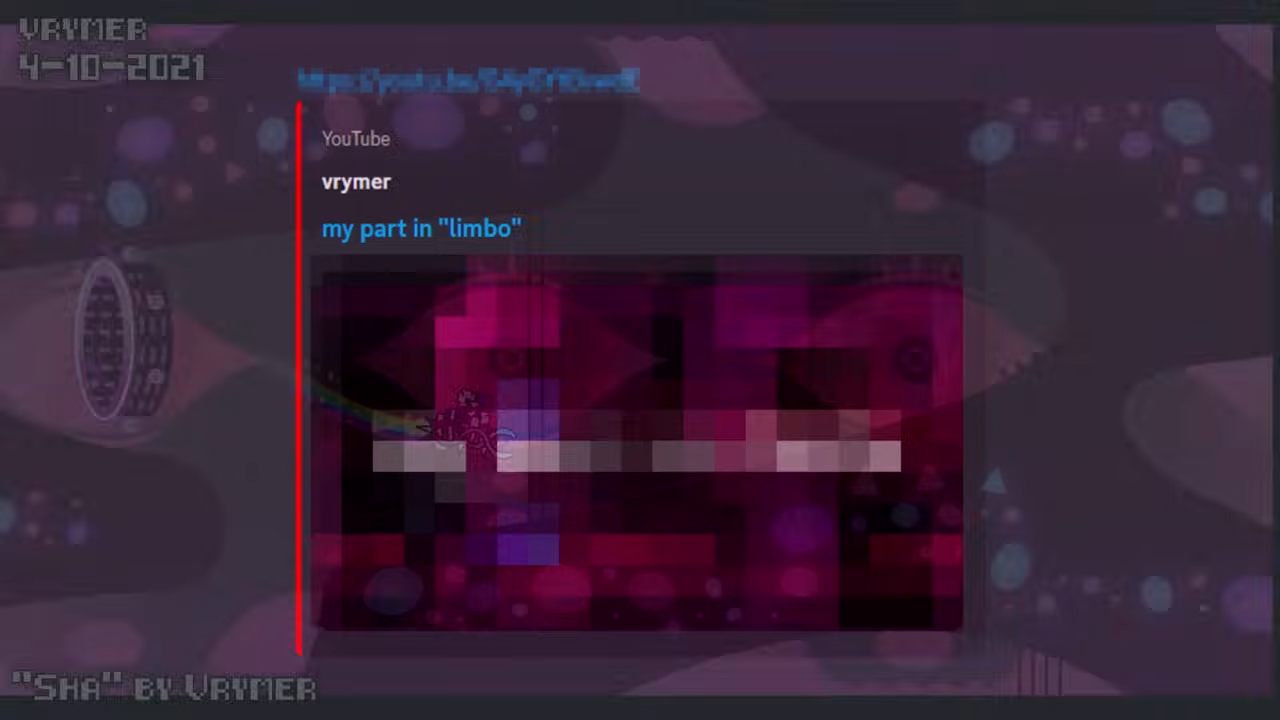 VRYMER
4-10-2021
YouTube
vrymer
my part in "limbo"
"SHA" BY VRYMER